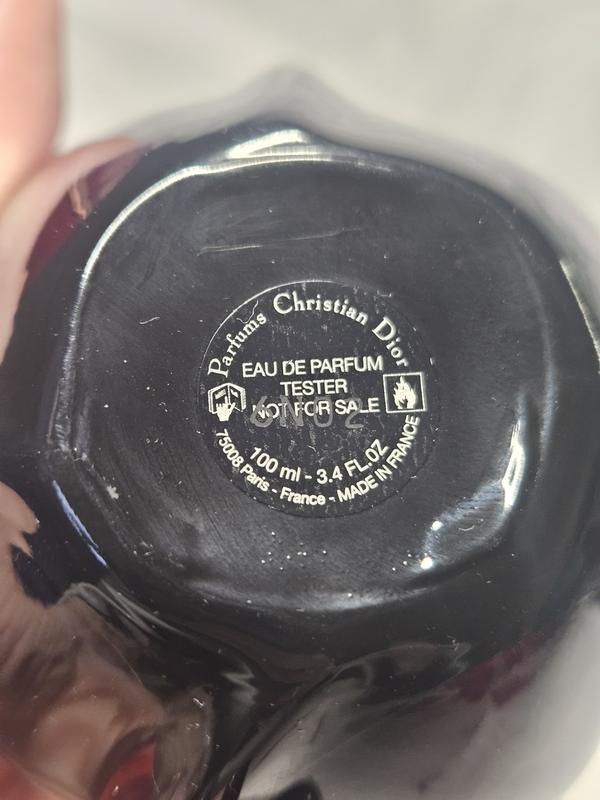 Parfums Christian Dior
EAU DE PARFUM
TESTER
NOT FOR SALE
6N02
100 ml - 3.4 FL.OZ
75008 Paris - France - MADE IN FRANCE